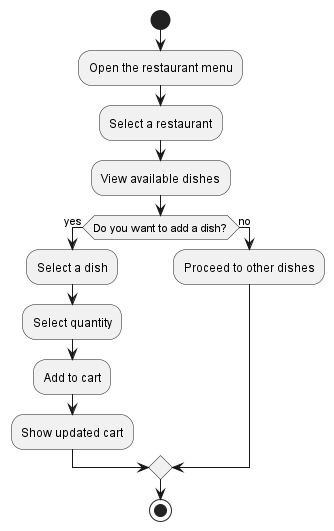 Open the restaurant menu
Select a restaurant
View available dishes
yes
Do you want to add a dish?
no
Select a dish
Proceed to other dishes
Select quantity
Add to cart
Show updated cart